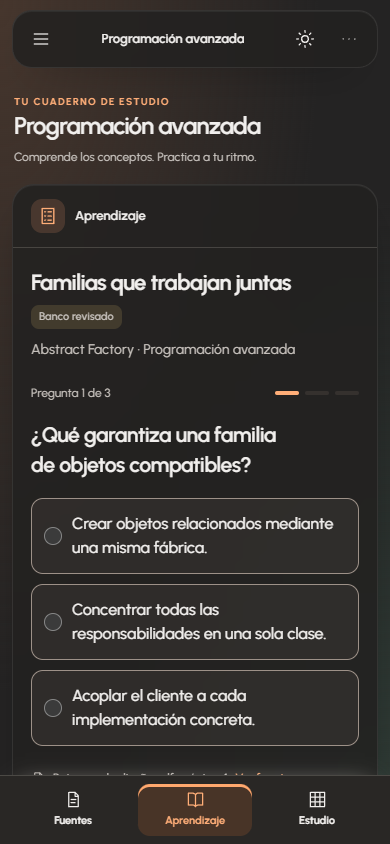 Programación avanzada
TU CUADERNO DE ESTUDIO
Programación avanzada
Comprende los conceptos. Practica a tu ritmo.
Aprendizaje
Familias que trabajan juntas
Banco revisado
Abstract Factory · Programación avanzada
Pregunta 1 de 3
¿Qué garantiza una familia
de objetos compatibles?
Crear objetos relacionados mediante
una misma fábrica.
Concentrar todas las
responsabilidades en una sola clase.
Acoplar el cliente a cada
implementación concreta.
Fuentes
Aprendizaje
Estudio